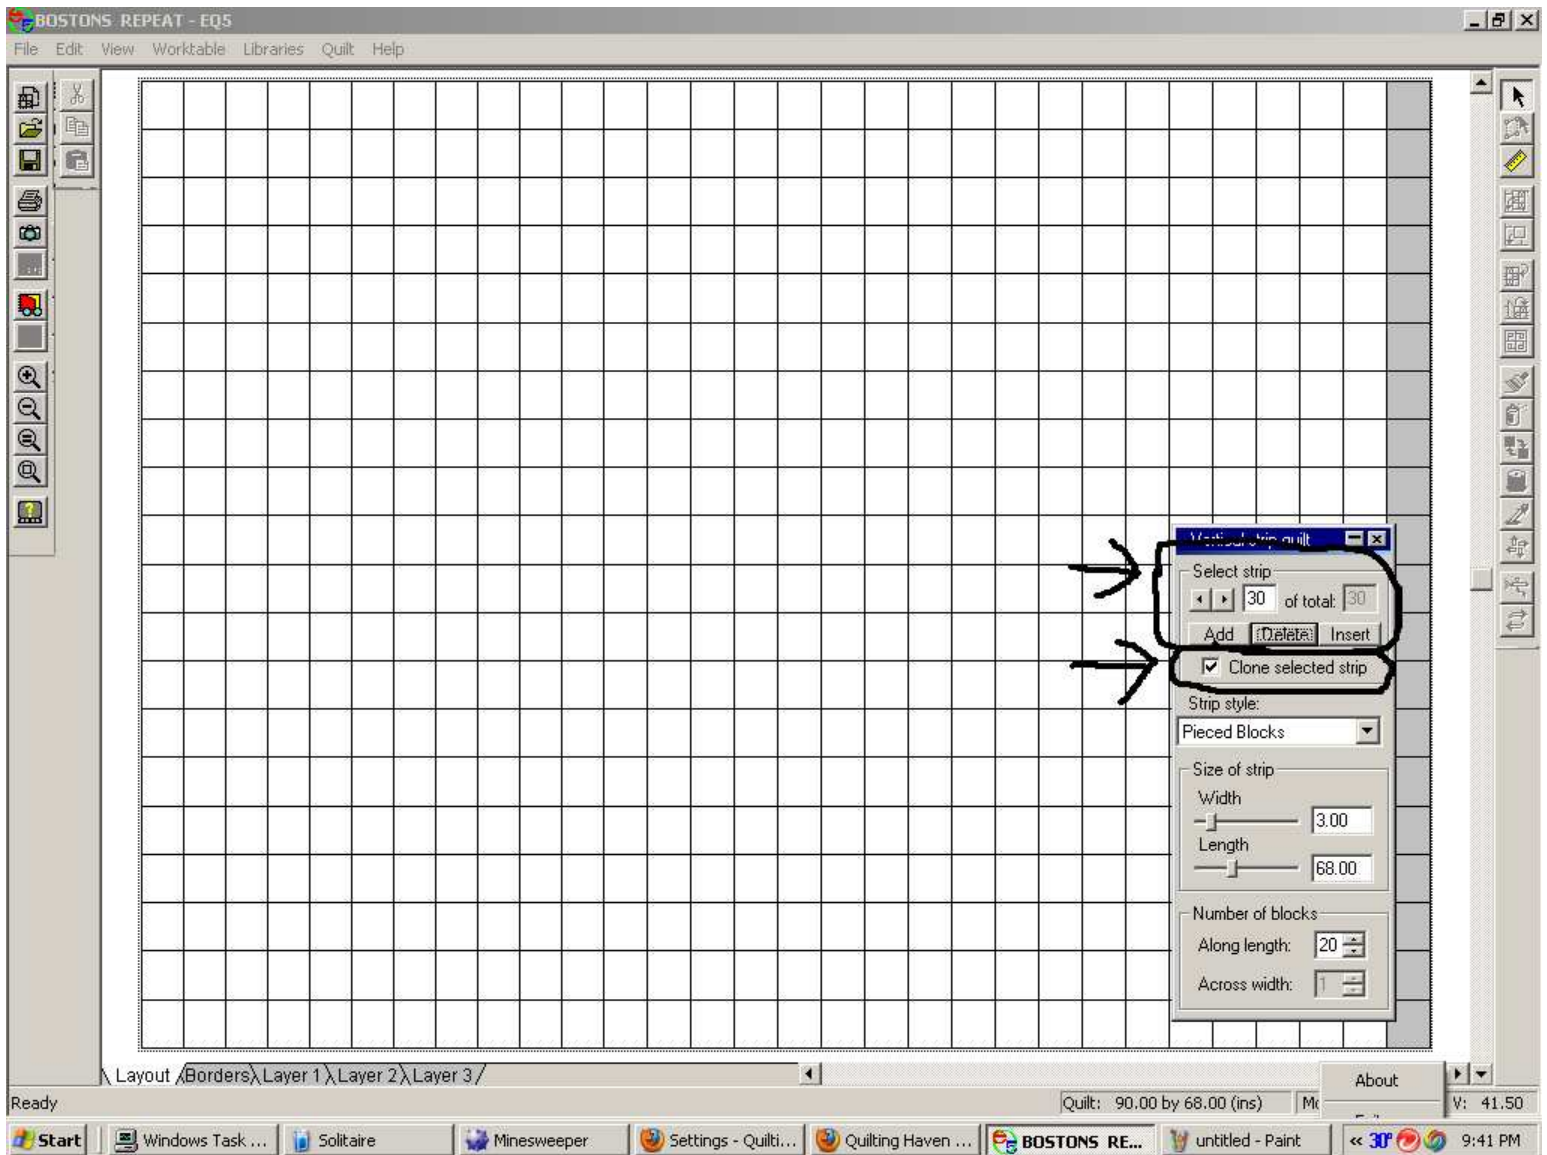 BOSTONS REPEAT - EQ5
File Edit View Worktable Libraries Quilt Help
Vertical strip quilt
Select strip
30 of total: 30
Add Delete Insert
Clone selected strip
Strip style:
Pieced Blocks
Size of strip
Width
3.00
Length
68.00
Number of blocks
Along length: 20
Across width: 1
Layout Borders Layer 1 Layer 2 Layer 3
About
Ready Quilt: 90.00 by 68.00 (ins) V: 41.50
Start Windows Task ... Solitaire Minesweeper Settings - Quilti... Quilting Haven ... BOSTONS RE... untitled - Paint « 30° 9:41 PM